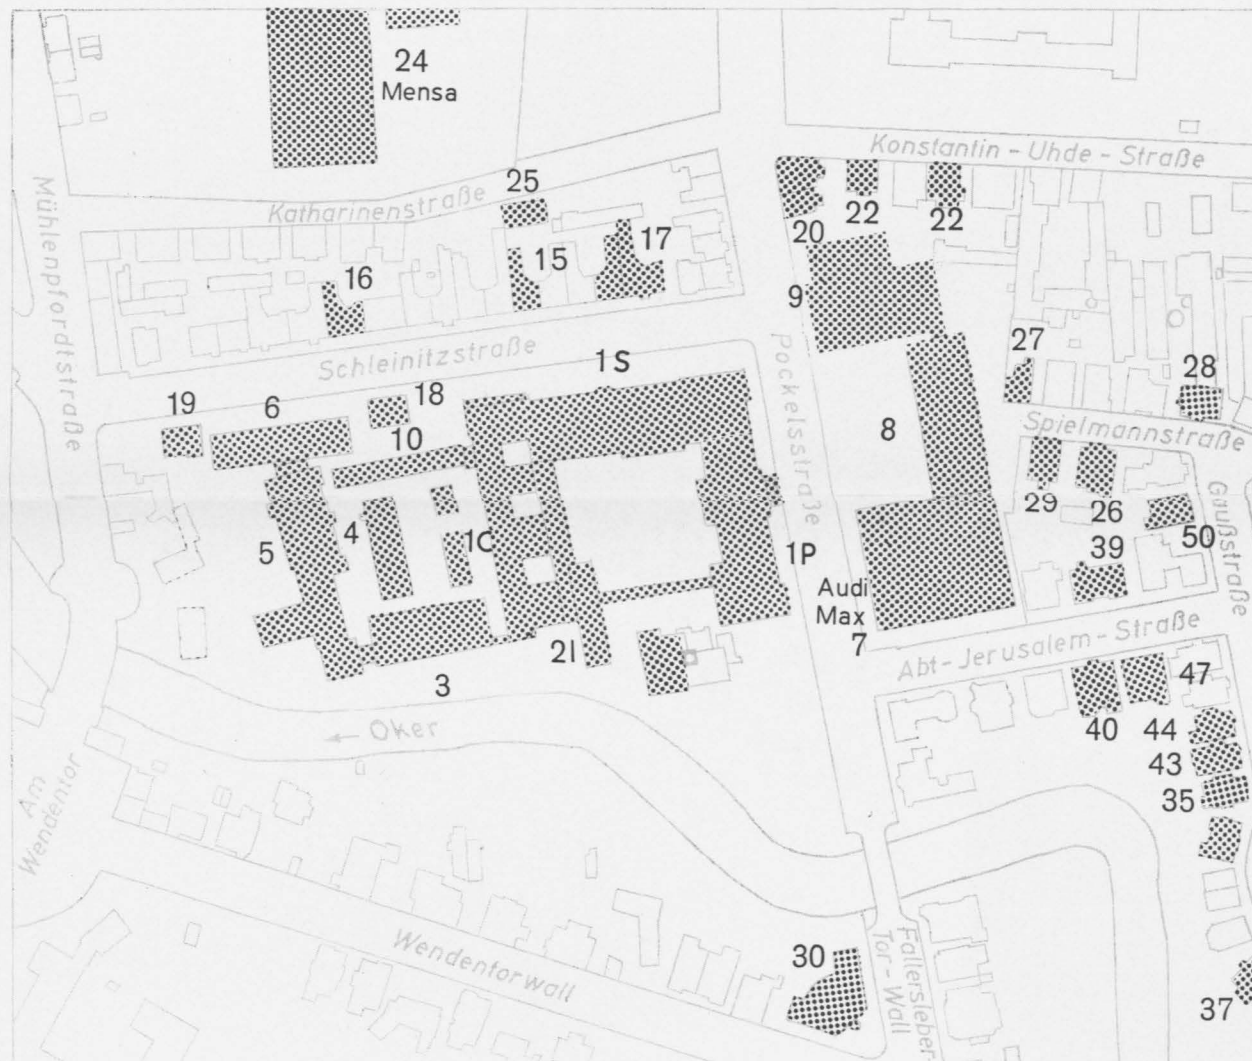 24
Mensa
Konstantin - Uhde - Straße
Mühlenpfordtstraße
Katharinenstraße
25
22
22
20
17
15
16
9
Schleinitzstraße
1S
Pockelsstraße
27
28
19
6
18
10
8
Spielmannstraße
29
26
Gaußstraße
50
5
4
1C
1P
39
Audi
Max
7
2I
Abt-Jerusalem-Straße
3
47
40
44
43
35
← Oker
Am
Wendentor
Wendentorwall
30
Fallersleber-
Tor-Wall
37